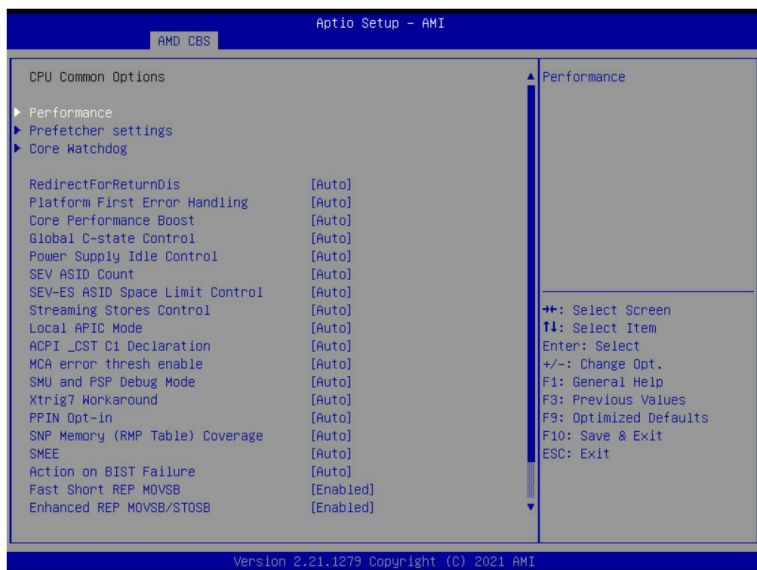 Aptio Setup – AMI
AMD CBS
CPU Common Options
Performance
Prefetcher settings
Core Watchdog
RedirectForReturnDis [Auto]
Platform First Error Handling [Auto]
Core Performance Boost [Auto]
Global C-state Control [Auto]
Power Supply Idle Control [Auto]
SEV ASID Count [Auto]
SEV-ES ASID Space Limit Control [Auto]
Streaming Stores Control [Auto]
Local APIC Mode [Auto]
ACPI _CST C1 Declaration [Auto]
MCA error thresh enable [Auto]
SMU and PSP Debug Mode [Auto]
Xtrig7 Workaround [Auto]
PPIN Opt-in [Auto]
SNP Memory (RMP Table) Coverage [Auto]
SMEE [Auto]
Action on BIST Failure [Auto]
Fast Short REP MOVSB [Enabled]
Enhanced REP MOVSB/STOSB [Enabled]
Performance
→←: Select Screen
↑↓: Select Item
Enter: Select
+/-: Change Opt.
F1: General Help
F3: Previous Values
F9: Optimized Defaults
F10: Save & Exit
ESC: Exit
Version 2.21.1279 Copyright (C) 2021 AMI